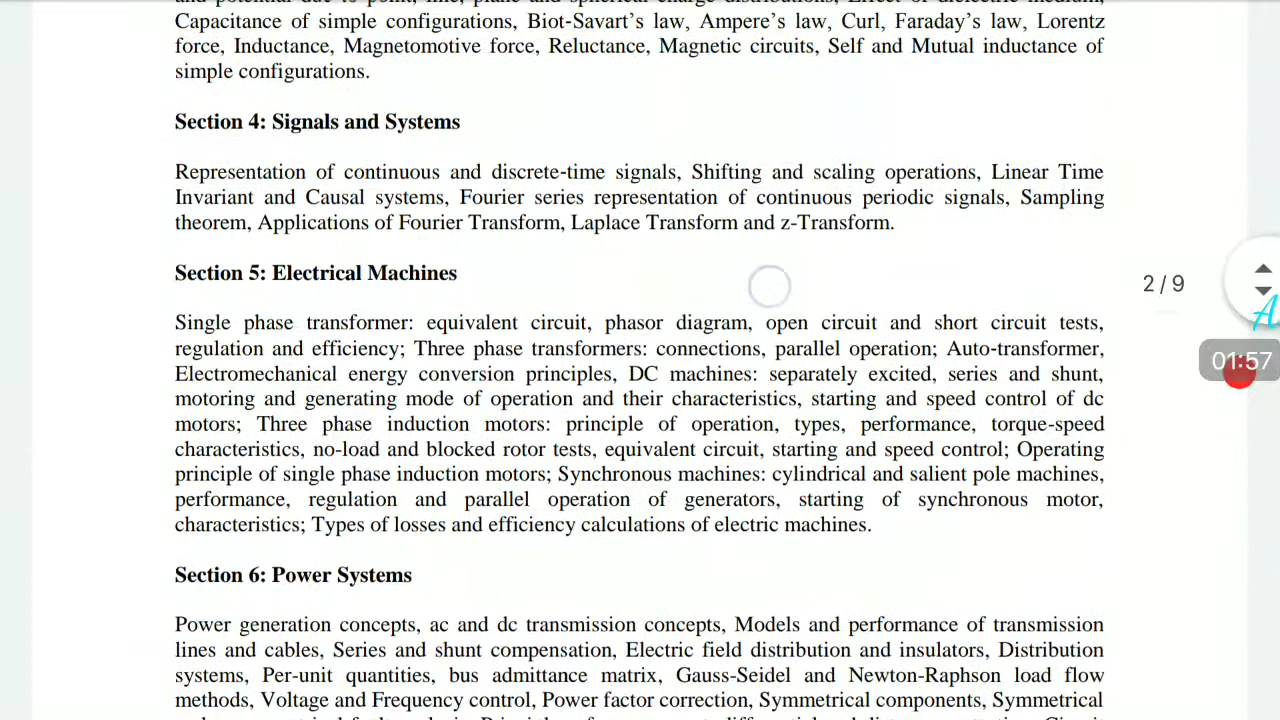 Capacitance of simple configurations, Biot-Savart's law, Ampere's law, Curl, Faraday's law, Lorentz
force, Inductance, Magnetomotive force, Reluctance, Magnetic circuits, Self and Mutual inductance of
simple configurations.
Section 4: Signals and Systems
Representation of continuous and discrete-time signals, Shifting and scaling operations, Linear Time
Invariant and Causal systems, Fourier series representation of continuous periodic signals, Sampling
theorem, Applications of Fourier Transform, Laplace Transform and z-Transform.
Section 5: Electrical Machines
2 / 9
Single phase transformer: equivalent circuit, phasor diagram, open circuit and short circuit tests,
regulation and efficiency; Three phase transformers: connections, parallel operation; Auto-transformer,
01:57
Electromechanical energy conversion principles, DC machines: separately excited, series and shunt,
motoring and generating mode of operation and their characteristics, starting and speed control of dc
motors; Three phase induction motors: principle of operation, types, performance, torque-speed
characteristics, no-load and blocked rotor tests, equivalent circuit, starting and speed control; Operating
principle of single phase induction motors; Synchronous machines: cylindrical and salient pole machines,
performance, regulation and parallel operation of generators, starting of synchronous motor,
characteristics; Types of losses and efficiency calculations of electric machines.
Section 6: Power Systems
Power generation concepts, ac and dc transmission concepts, Models and performance of transmission
lines and cables, Series and shunt compensation, Electric field distribution and insulators, Distribution
systems, Per-unit quantities, bus admittance matrix, Gauss-Seidel and Newton-Raphson load flow
methods, Voltage and Frequency control, Power factor correction, Symmetrical components, Symmetrical